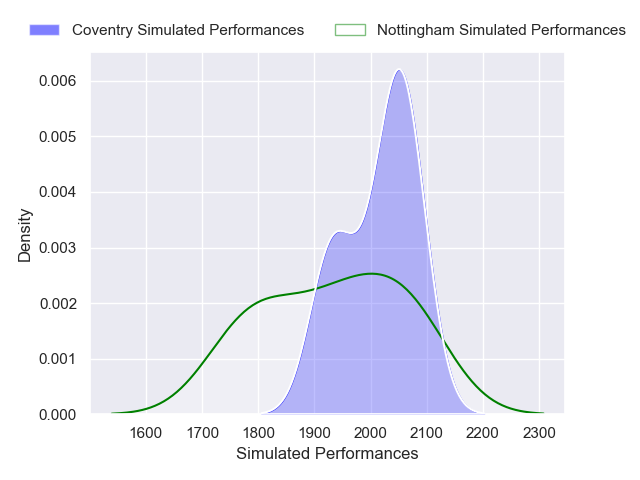 Coventry Simulated Performances
Nottingham Simulated Performances
0.006
0.005
0.004
0.003
0.002
0.001
0.000
Density
1600 1700 1800 1900 2000 2100 2200 2300
Simulated Performances